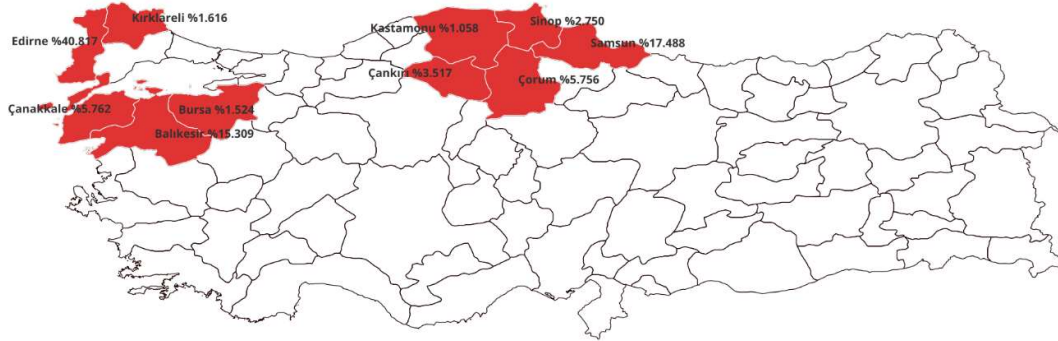 Kırklareli %1.616
Edirne %40.817
Kastamonu %1.058
Sinop %2.750
Samsun %17.488
Çankırı %3.517
Çorum %5.756
Çanakkale %5.762
Bursa %1.524
Balıkesir %15.309